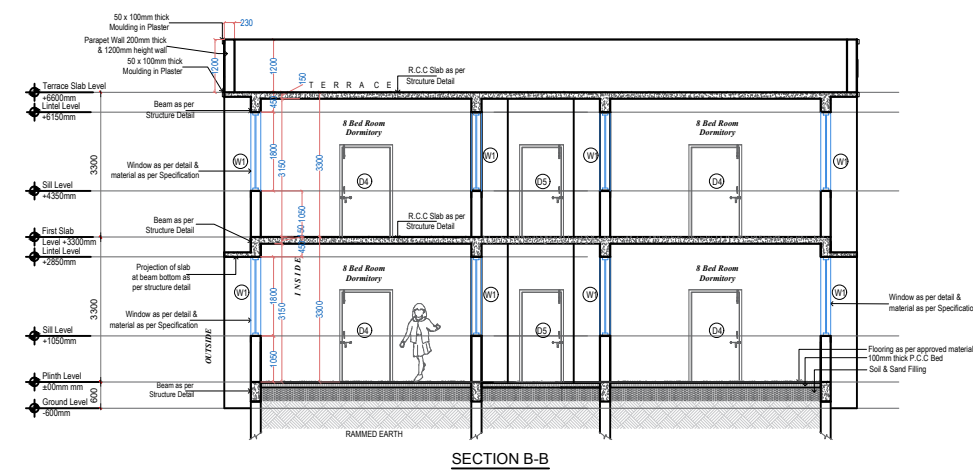 50 x 100mm thick
Moulding in Plaster
230
Parapet Wall 200mm thick
& 1200mm height wall
50 x 100mm thick
Moulding in Plaster
1200
1200
150
T E R R A C E
R.C.C Slab as per
Strcuture Detail
Terrace Slab Level
+6600mm
Lintel Level
+6150mm
Beam as per
Structure Detail
450
8 Bed Room
Dormitory
8 Bed Room
Dormitory
3300
Window as per detail &
material as per Specification
W1
1800
3150
3300
D4
W1
D5
W1
D4
W1
Sill Level
+4350mm
1050
Beam as per
Structure Detail
R.C.C Slab as per
Strcuture Detail
First Slab
Level +3300mm
Lintel Level
+2850mm
150
450
Projection of slab
at beam bottom as
per structure detail
INSIDE
8 Bed Room
Dormitory
8 Bed Room
Dormitory
3300
W1
1800
3150
3300
W1
W1
W1
Window as per detail &
material as per Specification
Window as per detail &
material as per Specificatio
D4
D5
D4
Sill Level
+1050mm
OUTSIDE
1050
Flooring as per approved material
100mm thick P.C.C Bed
Soil & Sand Filling
Plinth Level
±00mm mm
600
Beam as per
Structure Detail
Ground Level
-600mm
RAMMED EARTH
SECTION B-B